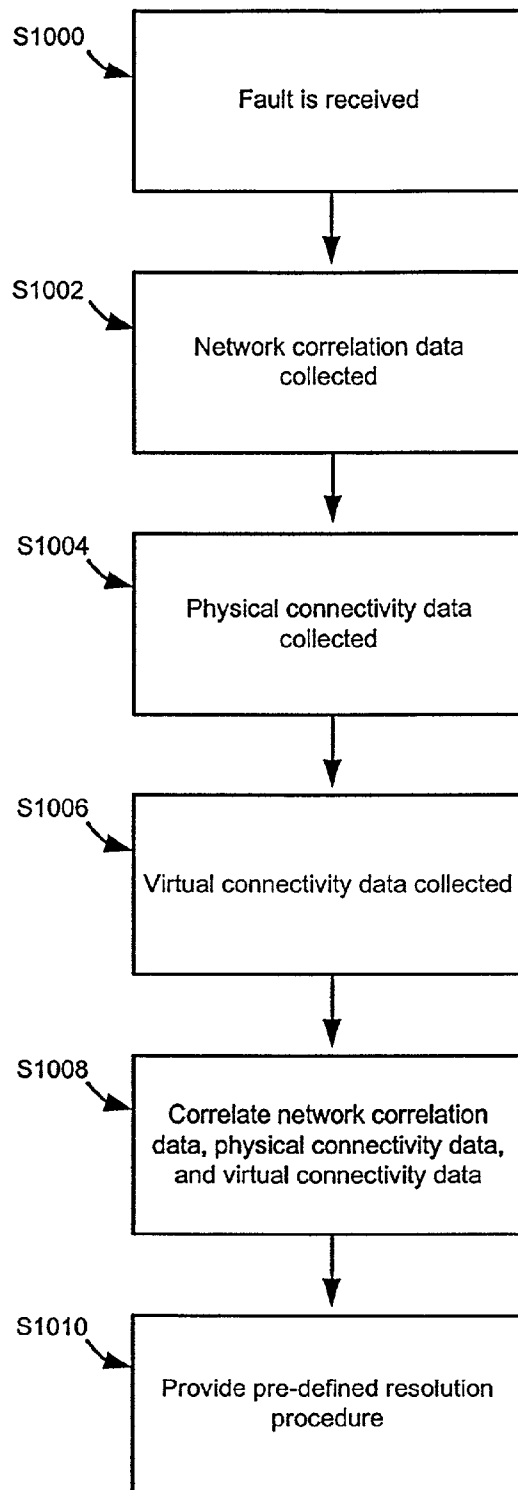 S1000
Fault is received
S1002
Network correlation data
collected
S1004
Physical connectivity data
collected
S1006
Virtual connectivity data collected
S1008
Correlate network correlation
data, physical connectivity data,
and virtual connectivity data
S1010
Provide pre-defined resolution
procedure